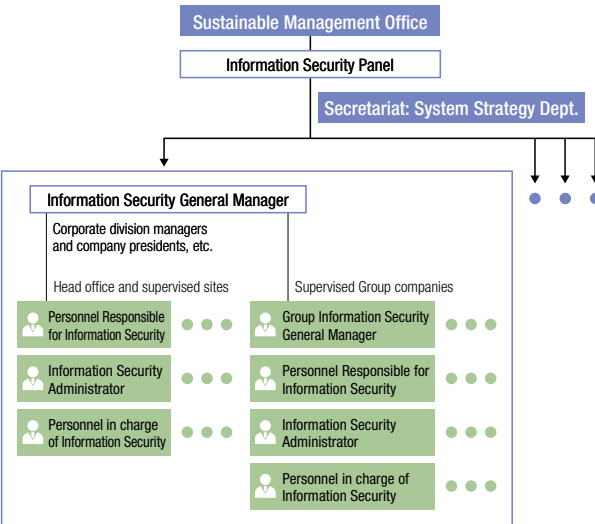 Sustainable Management Office
Information Security Panel
Secretariat: System Strategy Dept.
Information Security General Manager
Corporate division managers
and company presidents, etc.
Head office and supervised sites
Personnel Responsible
for Information Security
Information Security
Administrator
Personnel in charge
of Information Security
Supervised Group companies
Group Information Security
General Manager
Personnel Responsible for
Information Security
Information Security
Administrator
Personnel in charge of
Information Security